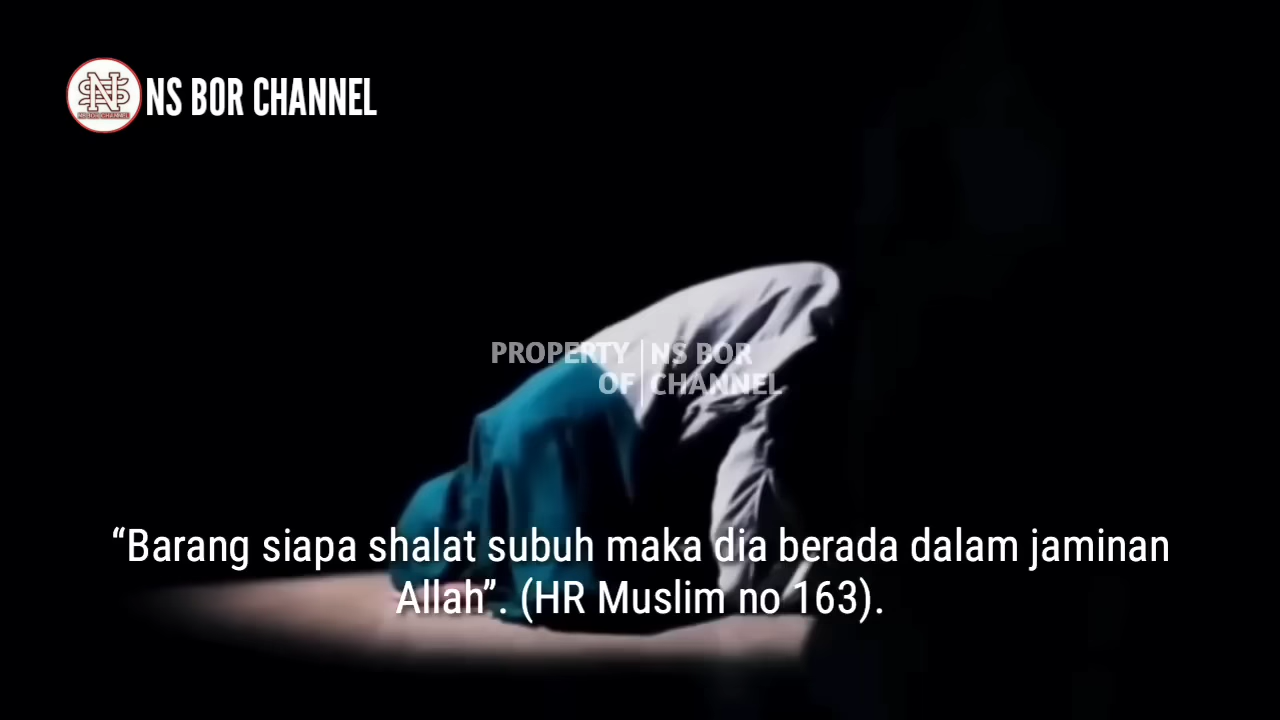 NS BOR CHANNEL
PROPERTY OF
NS BOR CHANNEL
“Barang siapa shalat subuh maka dia berada dalam jaminan
Allah”. (HR Muslim no 163).